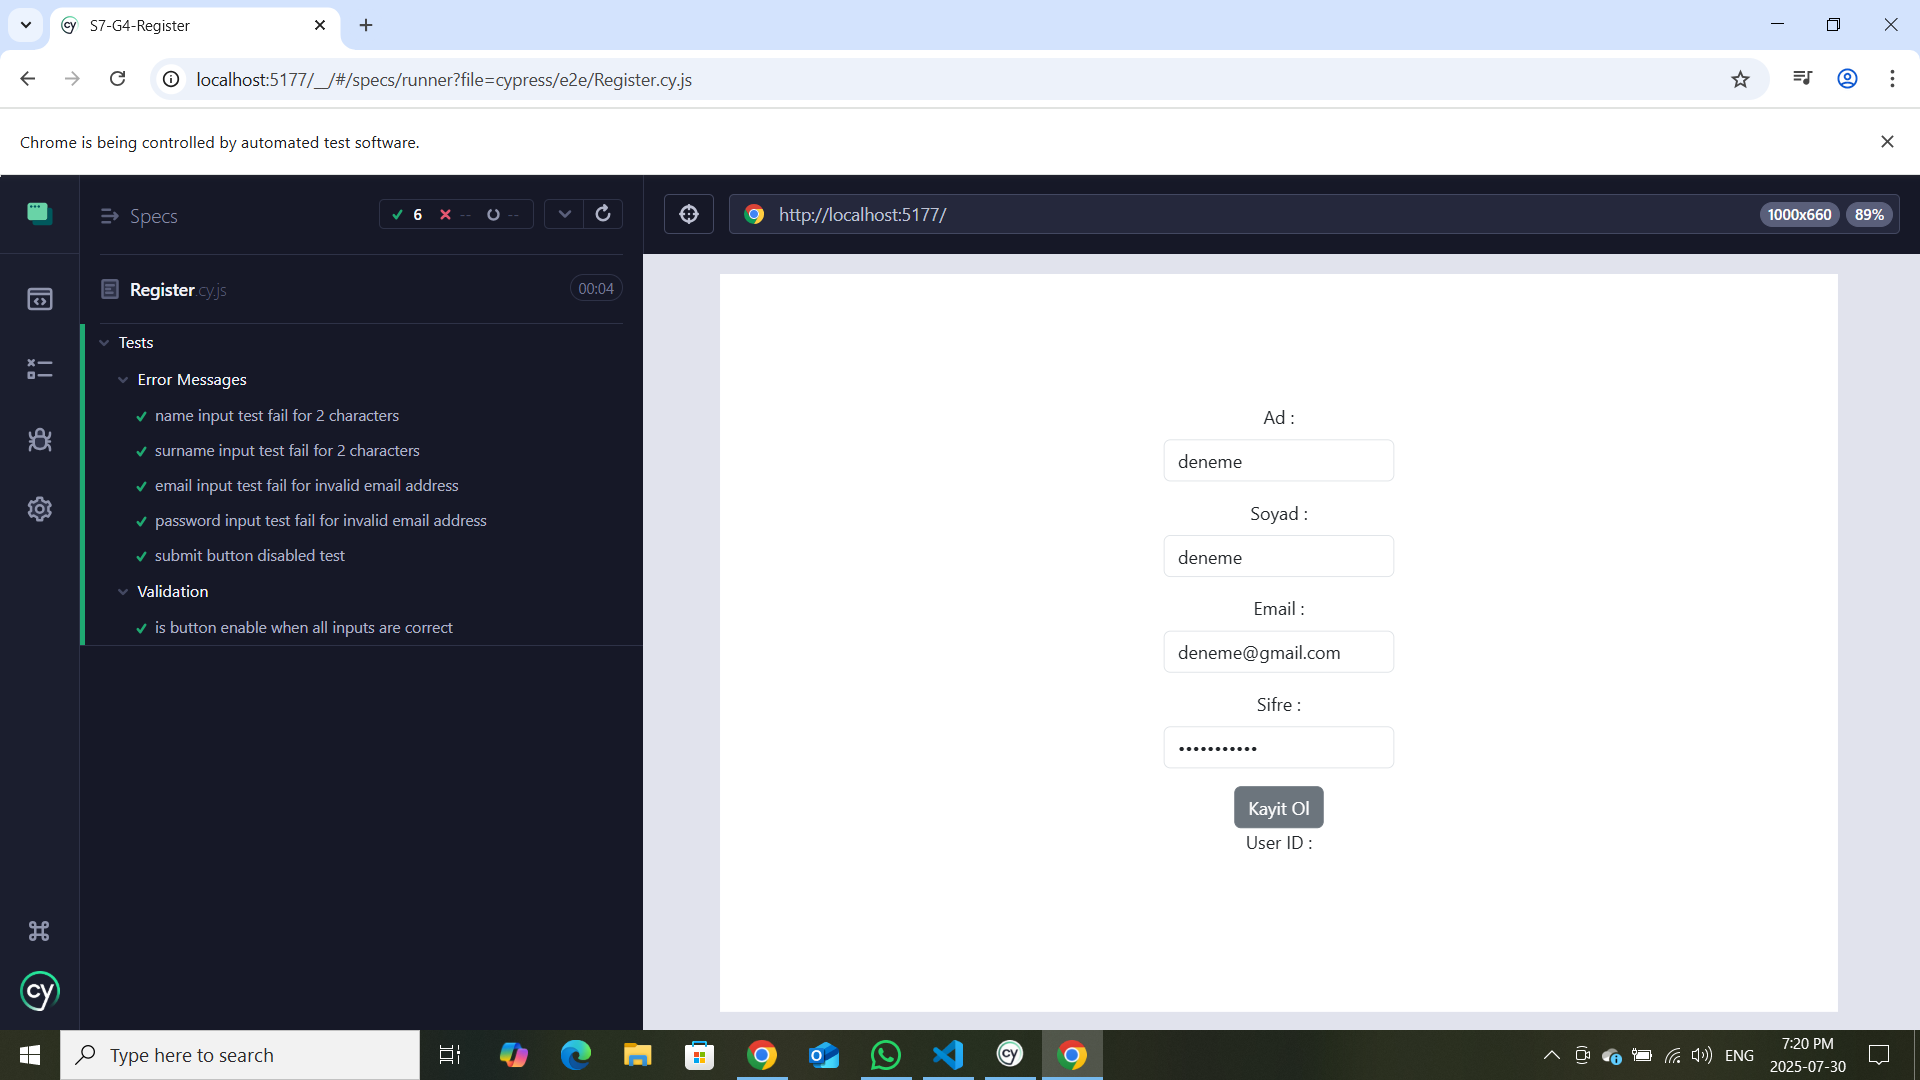 S7-G4-Register
localhost:5177/__/#/specs/runner?file=cypress/e2e/Register.cy.js
Chrome is being controlled by automated test software.
Specs
6 -- --
http://localhost:5177/
1000x660 89%
Register.cy.js 00:04
Tests
Error Messages
name input test fail for 2 characters
surname input test fail for 2 characters
email input test fail for invalid email address
password input test fail for invalid email address
submit button disabled test
Validation
is button enable when all inputs are correct
Ad :
deneme
Soyad :
deneme
Email :
deneme@gmail.com
Sifre :
•••••••••••
Kayit Ol
User ID :
cy
Type here to search
ENG
7:20 PM
2025-07-30